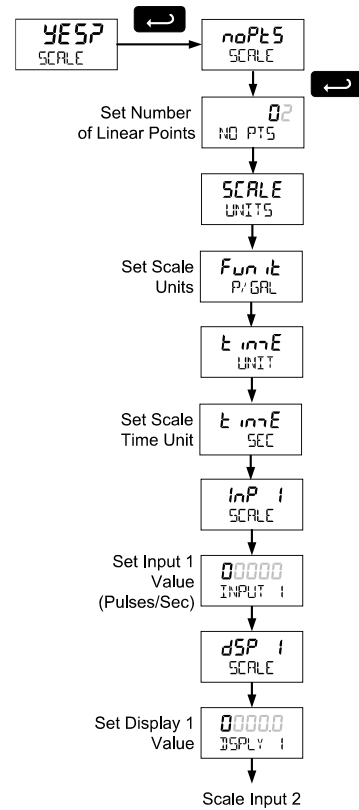 YES?
SCALE
noPtS
SCALE
Set Number
of Linear Points
02
NO PTS
SCALE
UNITS
Set Scale
Units
Funit
P/GAL
timE
UNIT
Set Scale
Time Unit
timE
SEC
InP 1
SCALE
Set Input 1
Value
(Pulses/Sec)
00000
INPUT 1
dSP 1
SCALE
Set Display 1
Value
0000.0
DSPLY 1
Scale Input 2